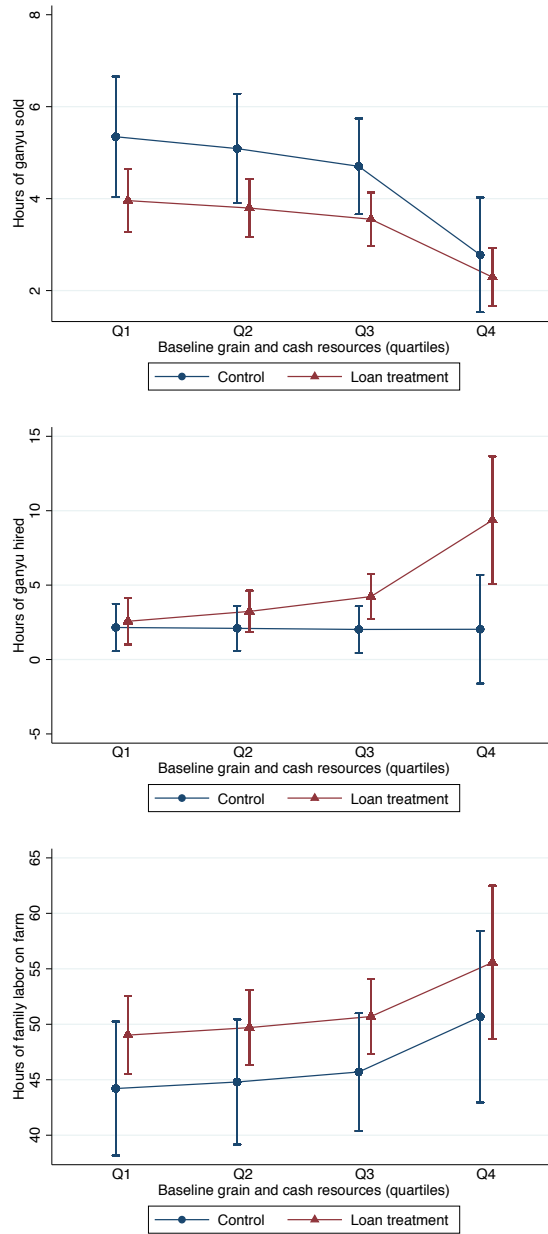 Hours of ganyu sold
8
6
4
2
Q1 Q2 Q3 Q4
Baseline grain and cash resources (quartiles)
Control Loan treatment
Hours of ganyu hired
15
10
5
0
-5
Q1 Q2 Q3 Q4
Baseline grain and cash resources (quartiles)
Control Loan treatment
Hours of family labor on farm
65
60
55
50
45
40
Q1 Q2 Q3 Q4
Baseline grain and cash resources (quartiles)
Control Loan treatment